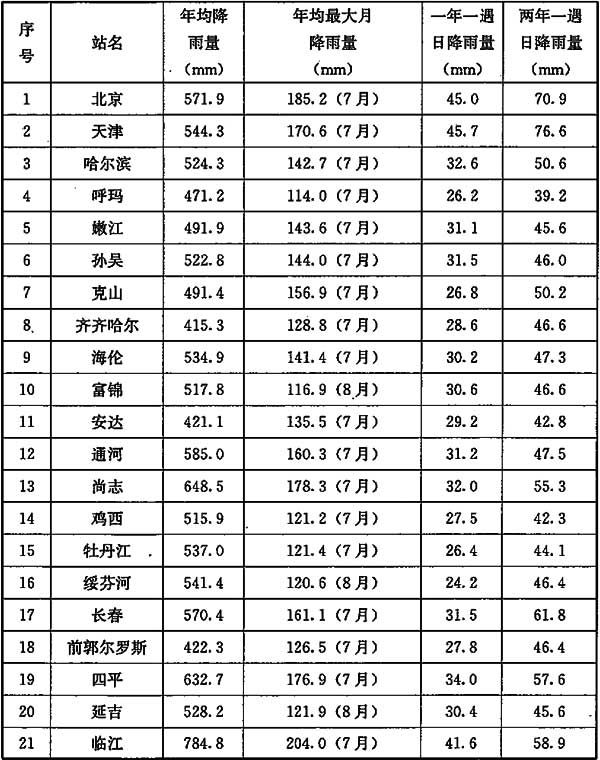 序号 站名 年均降雨量(mm) 年均最大月降雨量(mm) 一年一遇日降雨量(mm) 两年一遇日降雨量(mm)
1 北京 571.9 185.2(7月) 45.0 70.9
2 天津 544.3 170.6(7月) 45.7 76.6
3 哈尔滨 524.3 142.7(7月) 32.6 50.6
4 呼玛 471.2 114.0(7月) 26.2 39.2
5 嫩江 491.9 143.6(7月) 31.1 45.6
6 孙吴 522.8 144.0(7月) 31.5 46.0
7 克山 491.4 156.9(7月) 26.8 50.2
8 齐齐哈尔 415.3 128.8(7月) 28.6 46.6
9 海伦 534.9 141.4(7月) 30.2 47.3
10 富锦 517.8 116.9(8月) 30.6 46.6
11 安达 421.1 135.5(7月) 29.2 42.8
12 通河 585.0 160.3(7月) 31.2 47.5
13 尚志 648.5 178.3(7月) 32.0 55.3
14 鸡西 515.9 121.2(7月) 27.5 42.3
15 牡丹江 537.0 121.4(7月) 26.4 44.1
16 绥芬河 541.4 120.6(8月) 24.2 46.4
17 长春 570.4 161.1(7月) 31.5 61.8
18 前郭尔罗斯 422.3 126.5(7月) 27.8 46.4
19 四平 632.7 176.9(7月) 34.0 57.6
20 延吉 528.2 121.9(8月) 30.4 45.6
21 临江 784.8 204.0(7月) 41.6 58.9